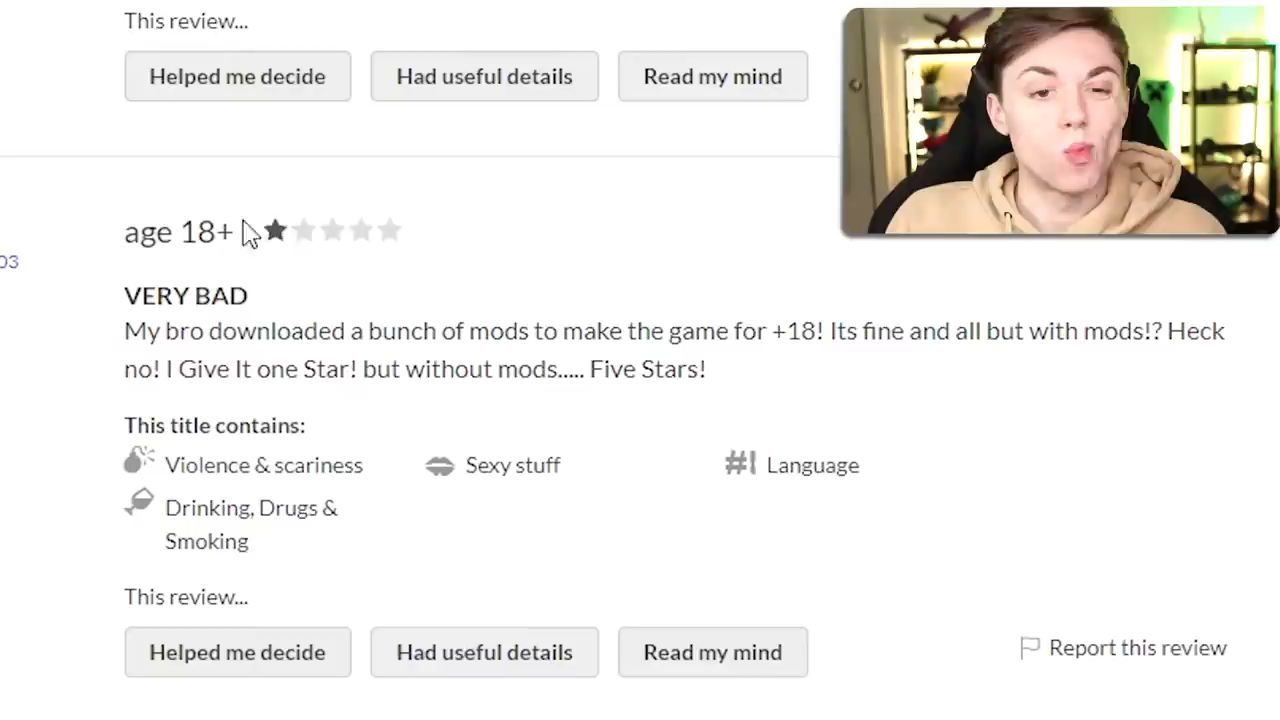 This review...
Helped me decide Had useful details Read my mind
age 18+
03
VERY BAD
My bro downloaded a bunch of mods to make the game for +18! Its fine and all but with mods!? Heck
no! I Give It one Star! but without mods..... Five Stars!
This title contains:
Violence & scariness Sexy stuff #! Language
Drinking, Drugs &
Smoking
This review...
Helped me decide Had useful details Read my mind Report this review